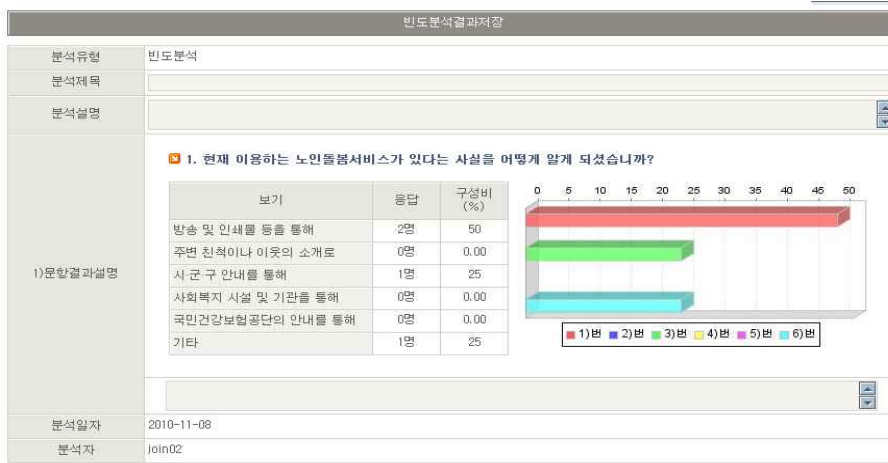 빈도분석결과저장
분석유형 빈도분석
분석제목
분석설명
1. 현재 이용하는 노인돌봄서비스가 있다는 사실을 어떻게 알게 되셨습니까?
보기 응답 구성비 (%)
방송 및 인쇄물 등을 통해 2명 50
주변 친척이나 이웃의 소개로 0명 0.00
시·군·구 안내를 통해 1명 25
사회복지 시설 및 기관을 통해 0명 0.00
국민건강보험공단의 안내를 통해 0명 0.00
기타 1명 25
0 5 10 15 20 25 30 35 40 45 50
1)번 2)번 3)번 4)번 5)번 6)번
1)문항결과설명
분석일자 2010-11-08
분석자 join02